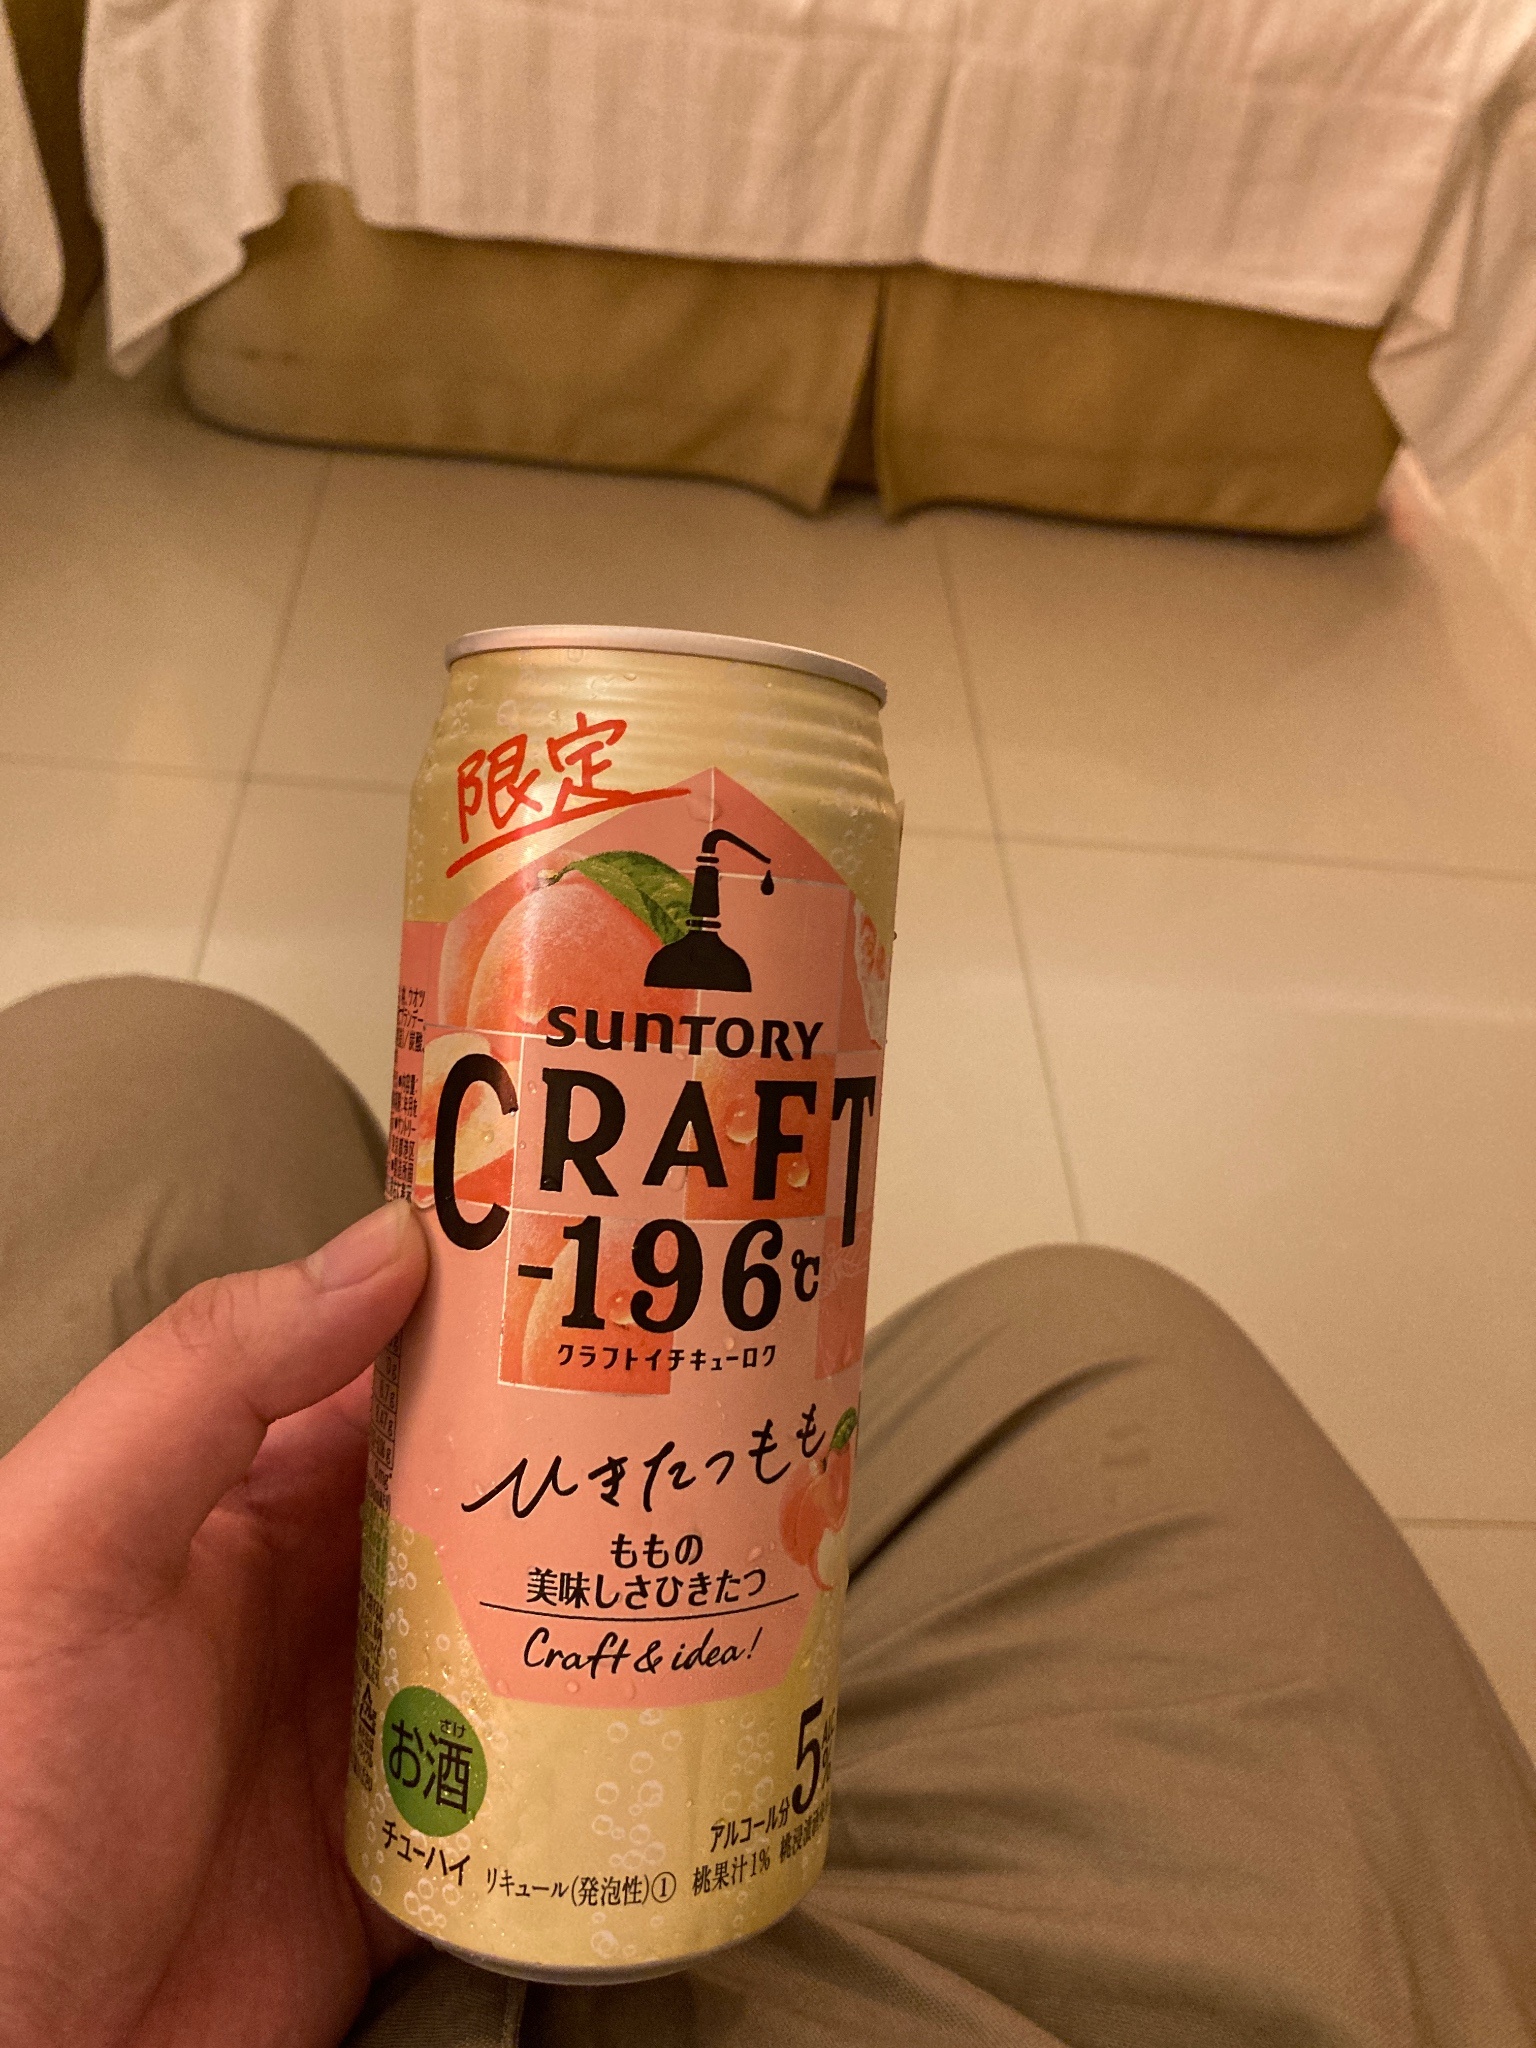 限定
SUNTORY
CRAFT
-196℃
クラフトイチキューロク
ひきたつもも
ももの
美味しさひきたつ
Craft & idea!
さけ
お酒
チューハイ
リキュール(発泡性)①
5%
アルコール分
桃果汁1%